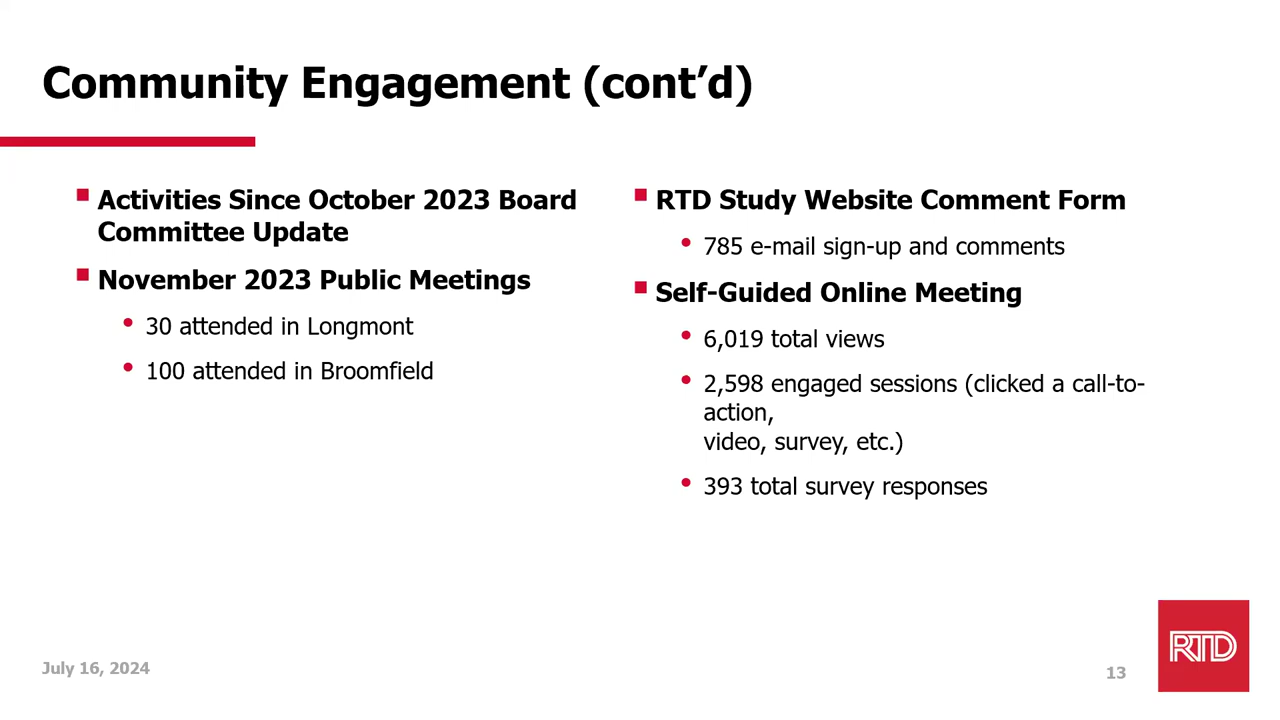 Community Engagement (cont’d)
Activities Since October 2023 Board
Committee Update
November 2023 Public Meetings
30 attended in Longmont
100 attended in Broomfield
RTD Study Website Comment Form
785 e-mail sign-up and comments
Self-Guided Online Meeting
6,019 total views
2,598 engaged sessions (clicked a call-to-
action,
video, survey, etc.)
393 total survey responses
July 16, 2024
13
RTD